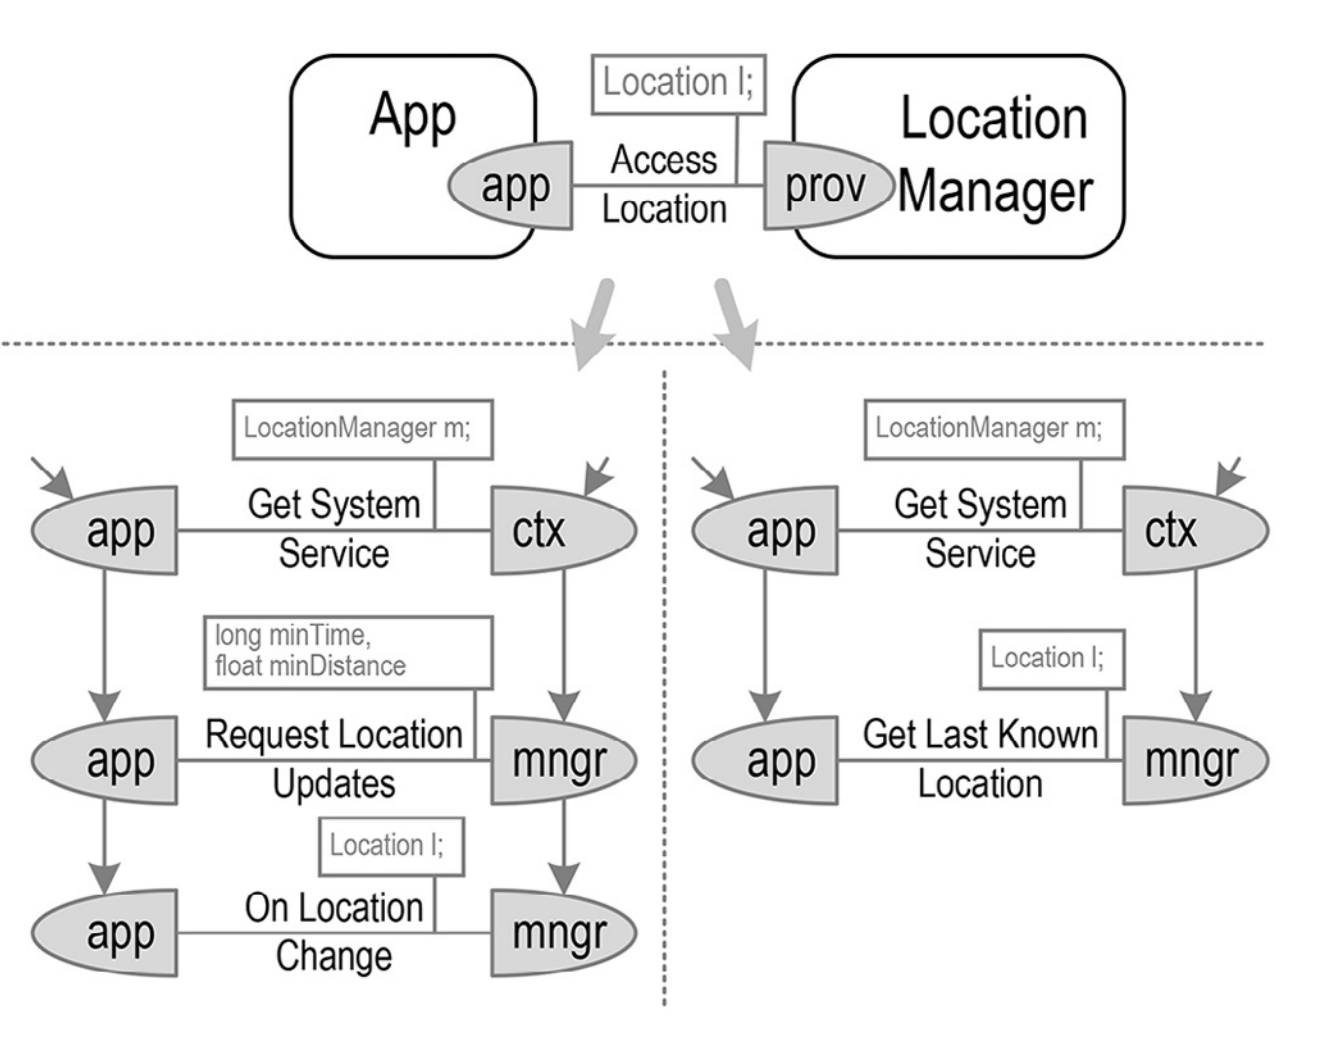 App
Location l;
Location
Manager
app
Access
Location
prov
LocationManager m;
app
Get System
Service
ctx
long minTime,
float minDistance
app
Request Location
Updates
mngr
Location l;
app
On Location
Change
mngr
LocationManager m;
app
Get System
Service
ctx
Location l;
app
Get Last Known
Location
mngr